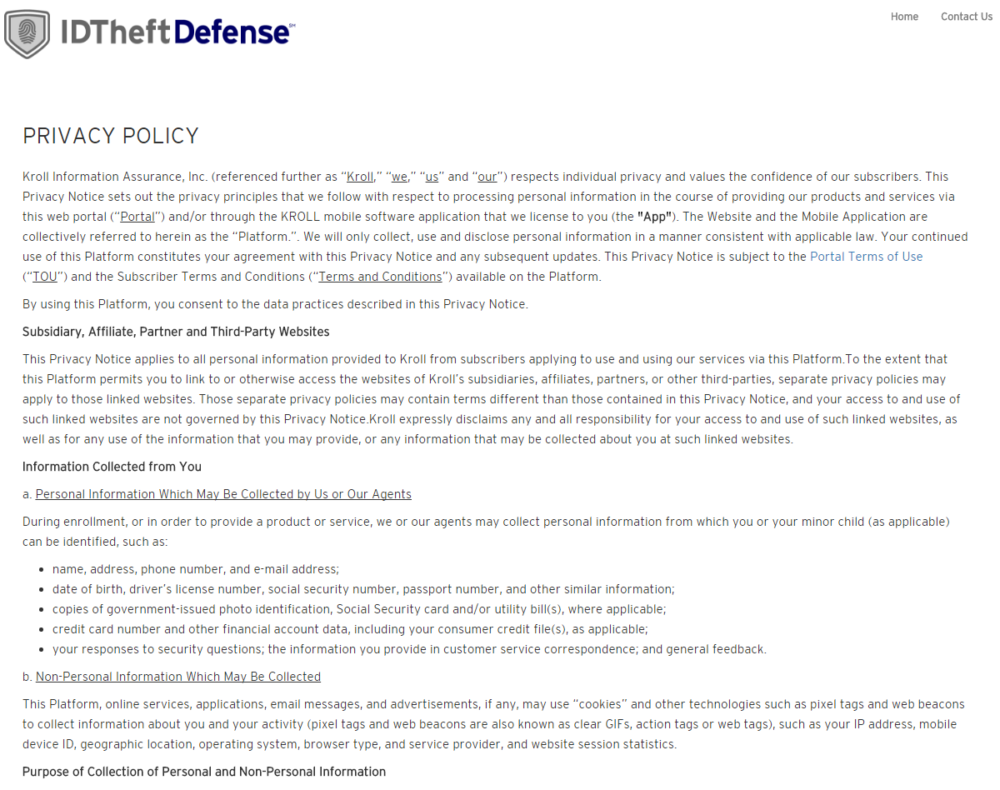 IDTheftDefense℠
Home
Contact Us
PRIVACY POLICY
Kroll Information Assurance, Inc. (referenced further as “Kroll,” “we,” “us” and “our”) respects individual privacy and values the confidence of our subscribers. This
Privacy Notice sets out the privacy principles that we follow with respect to processing personal information in the course of providing our products and services via
this web portal (“Portal”) and/or through the KROLL mobile software application that we license to you (the "App"). The Website and the Mobile Application are
collectively referred to herein as the “Platform.”. We will only collect, use and disclose personal information in a manner consistent with applicable law. Your continued
use of this Platform constitutes your agreement with this Privacy Notice and any subsequent updates. This Privacy Notice is subject to the Portal Terms of Use
(“TOU”) and the Subscriber Terms and Conditions (“Terms and Conditions”) available on the Platform.
By using this Platform, you consent to the data practices described in this Privacy Notice.
Subsidiary, Affiliate, Partner and Third-Party Websites
This Privacy Notice applies to all personal information provided to Kroll from subscribers applying to use and using our services via this Platform.To the extent that
this Platform permits you to link to or otherwise access the websites of Kroll’s subsidiaries, affiliates, partners, or other third-parties, separate privacy policies may
apply to those linked websites. Those separate privacy policies may contain terms different than those contained in this Privacy Notice, and your access to and use of
such linked websites are not governed by this Privacy Notice.Kroll expressly disclaims any and all responsibility for your access to and use of such linked websites, as
well as for any use of the information that you may provide, or any information that may be collected about you at such linked websites.
Information Collected from You
a. Personal Information Which May Be Collected by Us or Our Agents
During enrollment, or in order to provide a product or service, we or our agents may collect personal information from which you or your minor child (as applicable)
can be identified, such as:
• name, address, phone number, and e-mail address;
• date of birth, driver’s license number, social security number, passport number, and other similar information;
• copies of government-issued photo identification, Social Security card and/or utility bill(s), where applicable;
• credit card number and other financial account data, including your consumer credit file(s), as applicable;
• your responses to security questions; the information you provide in customer service correspondence; and general feedback.
b. Non-Personal Information Which May Be Collected
This Platform, online services, applications, email messages, and advertisements, if any, may use “cookies” and other technologies such as pixel tags and web beacons
to collect information about you and your activity (pixel tags and web beacons are also known as clear GIFs, action tags or web tags), such as your IP address, mobile
device ID, geographic location, operating system, browser type, and service provider, and website session statistics.
Purpose of Collection of Personal and Non-Personal Information